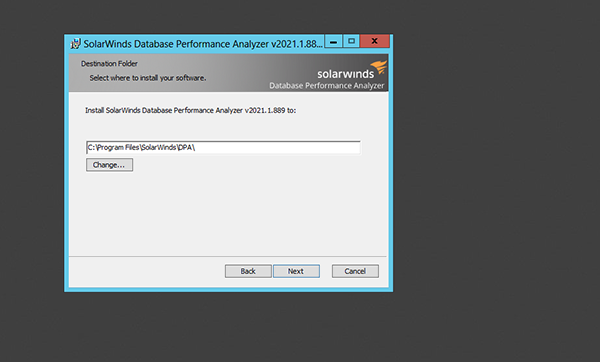 SolarWinds Database Performance Analyzer v2021.1.88...
Destination Folder
Select where to install your software.
solarwinds
Database Performance Analyzer
Install SolarWinds Database Performance Analyzer v2021.1.889 to:
C:\Program Files\SolarWinds\DPA\
Change...
Back Next Cancel